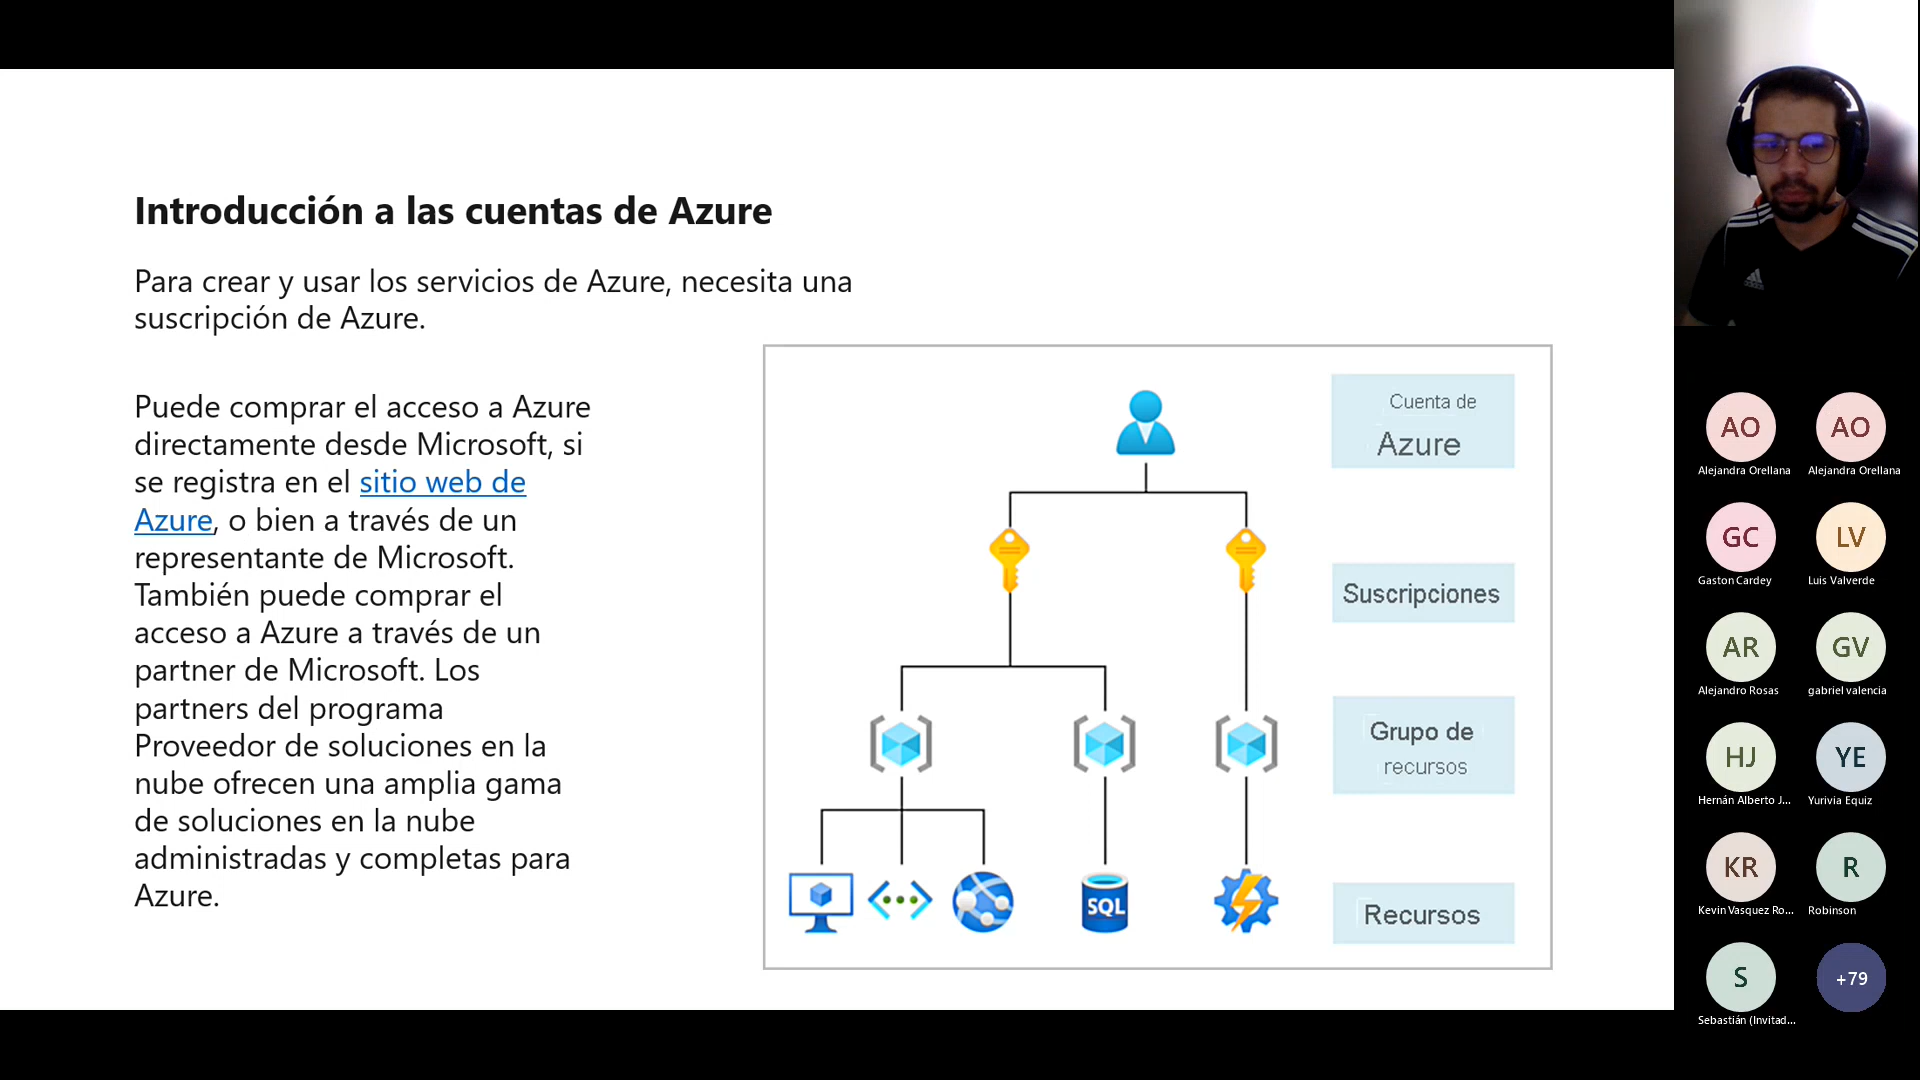 Introducción a las cuentas de Azure
Para crear y usar los servicios de Azure, necesita una
suscripción de Azure.
Puede comprar el acceso a Azure
directamente desde Microsoft, si
se registra en el sitio web de
Azure, o bien a través de un
representante de Microsoft.
También puede comprar el
acceso a Azure a través de un
partner de Microsoft. Los
partners del programa
Proveedor de soluciones en la
nube ofrecen una amplia gama
de soluciones en la nube
administradas y completas para
Azure.
Cuenta de
Azure
Suscripciones
Grupo de
recursos
SQL
Recursos
AO
Alejandra Orellana
AO
Alejandra Orellana
GC
Gaston Cardey
LV
Luis Valverde
AR
Alejandro Rosas
GV
gabriel valencia
HJ
Hernán Alberto J...
YE
Yurivia Equiz
KR
Kevin Vasquez Ro...
R
Robinson
S
Sebastián (Invitad...
+79